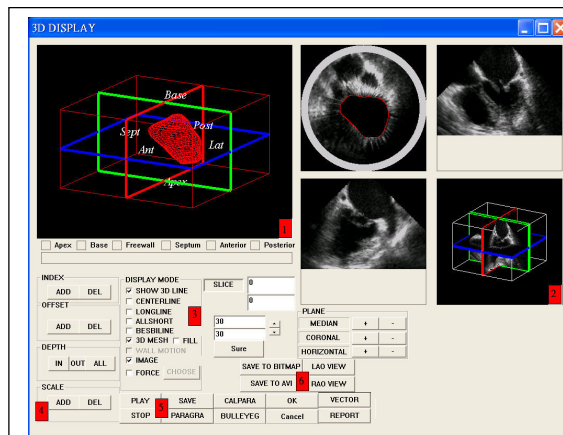 3D DISPLAY
Base
Sept
Post
Ant
Lat
Apex
1
2
Apex Base Freewall Septum Anterior Posterior
INDEX
ADD DEL
OFFSET
ADD DEL
DEPTH
IN OUT ALL
SCALE
4 ADD DEL
DISPLAY MODE
SHOW 3D LINE
CENTERLINE
LONGLINE
3
ALLSHORT
BESBILINE
3D MESH FILL
WALL MOTION
IMAGE
FORCE CHOOSE
SLICE 0
0
30
30
Sure
PLANE
MEDIAN + -
CORONAL + -
HORIZONTAL + -
SAVE TO BITMAP LAO VIEW
SAVE TO AVI 6 RAO VIEW
PLAY 5 SAVE CALPARA OK VECTOR
STOP PARAGRA BULLEYEG Cancel REPORT